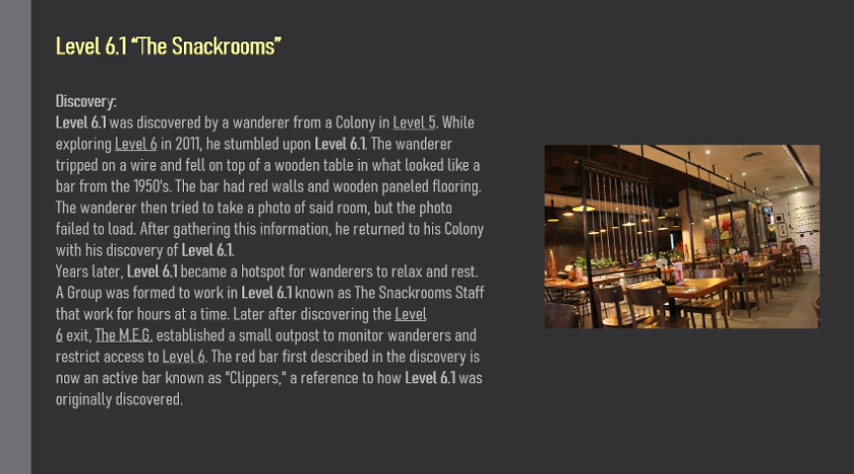 Level 6.1 “The Snackrooms”
Discovery:
Level 6.1 was discovered by a wanderer from a Colony in Level 5. While
exploring Level 6 in 2011, he stumbled upon Level 6.1. The wanderer
tripped on a wire and fell on top of a wooden table in what looked like a
bar from the 1950's. The bar had red walls and wooden paneled flooring.
The wanderer then tried to take a photo of said room, but the photo
failed to load. After gathering this information, he returned to his Colony
with his discovery of Level 6.1.
Years later, Level 6.1 became a hotspot for wanderers to relax and rest.
A Group was formed to work in Level 6.1 known as The Snackrooms Staff
that work for hours at a time. Later after discovering the Level
6 exit, The M.E.G. established a small outpost to monitor wanderers and
restrict access to Level 6. The red bar first described in the discovery is
now an active bar known as "Clippers," a reference to how Level 6.1 was
originally discovered.